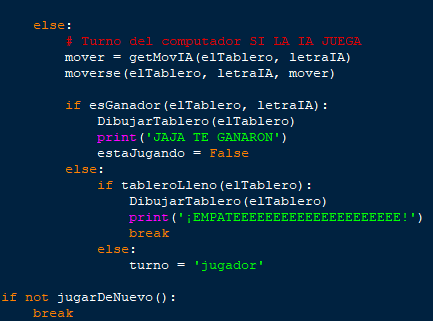 else:
# Turno del computador SI LA IA JUEGA
mover = getMovIA(elTablero, letraIA)
moverse(elTablero, letraIA, mover)
if esGanador(elTablero, letraIA):
DibujarTablero(elTablero)
print('JAJA TE GANARON')
estaJugando = False
else:
if tableroLleno(elTablero):
DibujarTablero(elTablero)
print('¡EMPATEEEEEEEEEEEEEEEEEEEEE!')
break
else:
turno = 'jugador'
if not jugarDeNuevo():
break